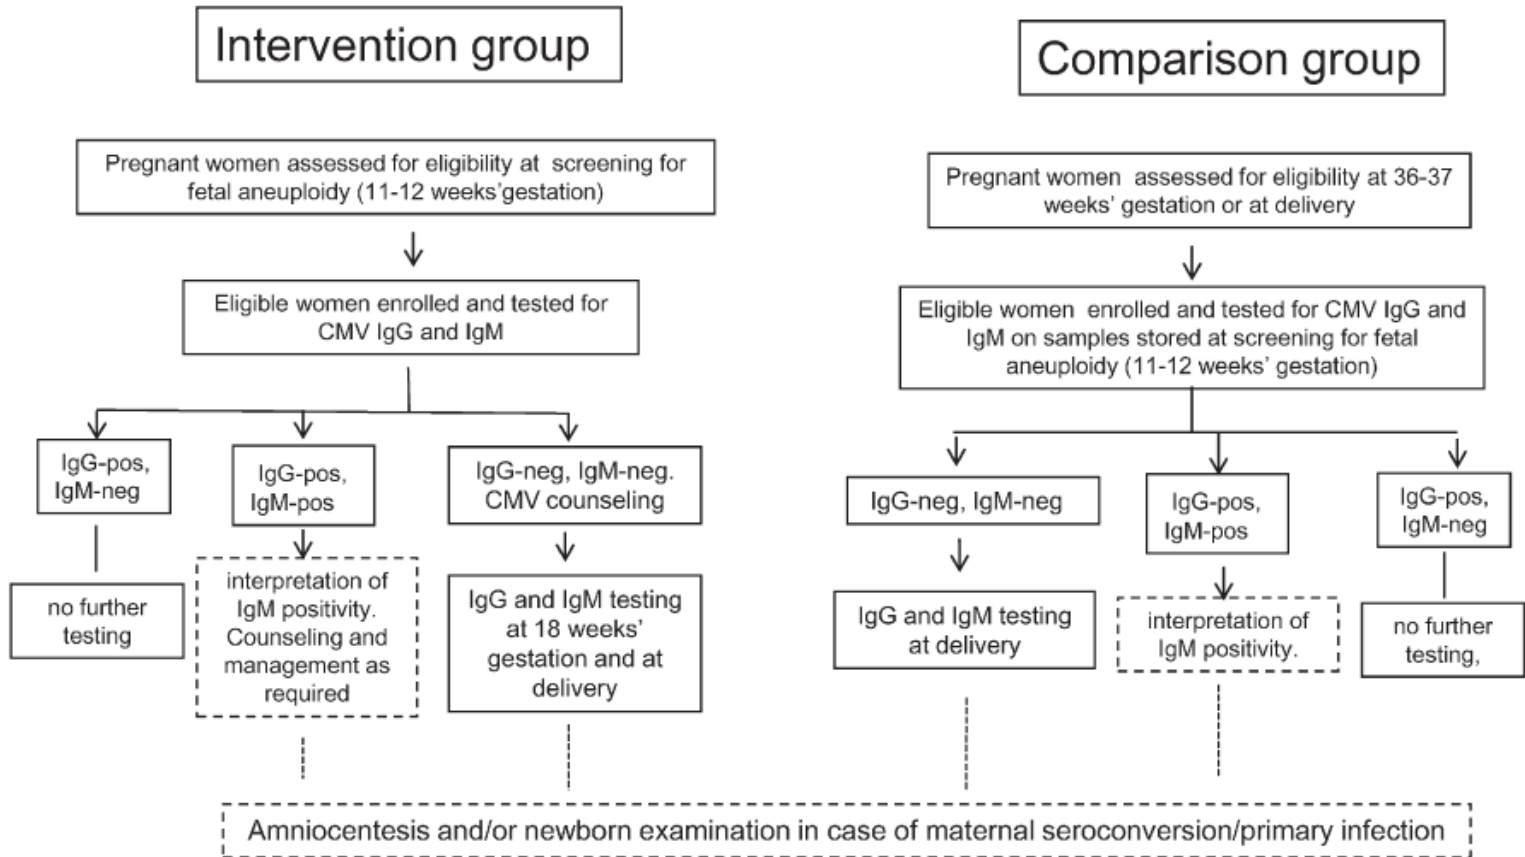 Intervention group
Pregnant women assessed for eligibility at screening for
fetal aneuploidy (11-12 weeks'gestation)
Eligible women enrolled and tested for
CMV IgG and IgM
IgG-pos,
IgM-neg
no further
testing
IgG-pos,
IgM-pos
interpretation of
IgM positivity.
Counseling and
management as
required
IgG-neg, IgM-neg.
CMV counseling
IgG and IgM testing
at 18 weeks'
gestation and at
delivery
Comparison group
Pregnant women assessed for eligibility at 36-37
weeks' gestation or at delivery
Eligible women enrolled and tested for CMV IgG and
IgM on samples stored at screening for fetal
aneuploidy (11-12 weeks' gestation)
IgG-neg, IgM-neg
IgG and IgM testing
at delivery
IgG-pos,
IgM-pos
interpretation of
IgM positivity.
IgG-pos,
IgM-neg
no further
testing,
Amniocentesis and/or newborn examination in case of maternal seroconversion/primary infection